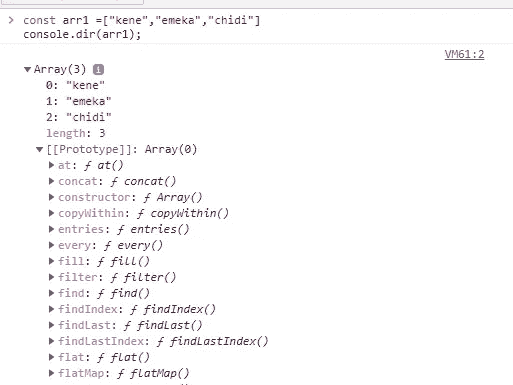 > const arr1 =["kene","emeka","chidi"]
console.dir(arr1);
VM61:2
▼Array(3) i
0: "kene"
1: "emeka"
2: "chidi"
length: 3
▼[[Prototype]]: Array(0)
▶at: ƒ at()
▶concat: ƒ concat()
▶constructor: ƒ Array()
▶copyWithin: ƒ copyWithin()
▶entries: ƒ entries()
▶every: ƒ every()
▶fill: ƒ fill()
▶filter: ƒ filter()
▶find: ƒ find()
▶findIndex: ƒ findIndex()
▶findLast: ƒ findLast()
▶findLastIndex: ƒ findLastIndex()
▶flat: ƒ flat()
▶flatMap: ƒ flatMap()